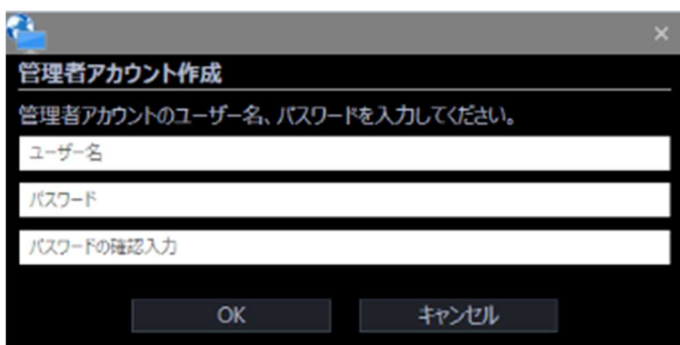 管理者アカウント作成
管理者アカウントのユーザー名、パスワードを入力してください。
ユーザー名
パスワード
パスワードの確認入力
OK キャンセル